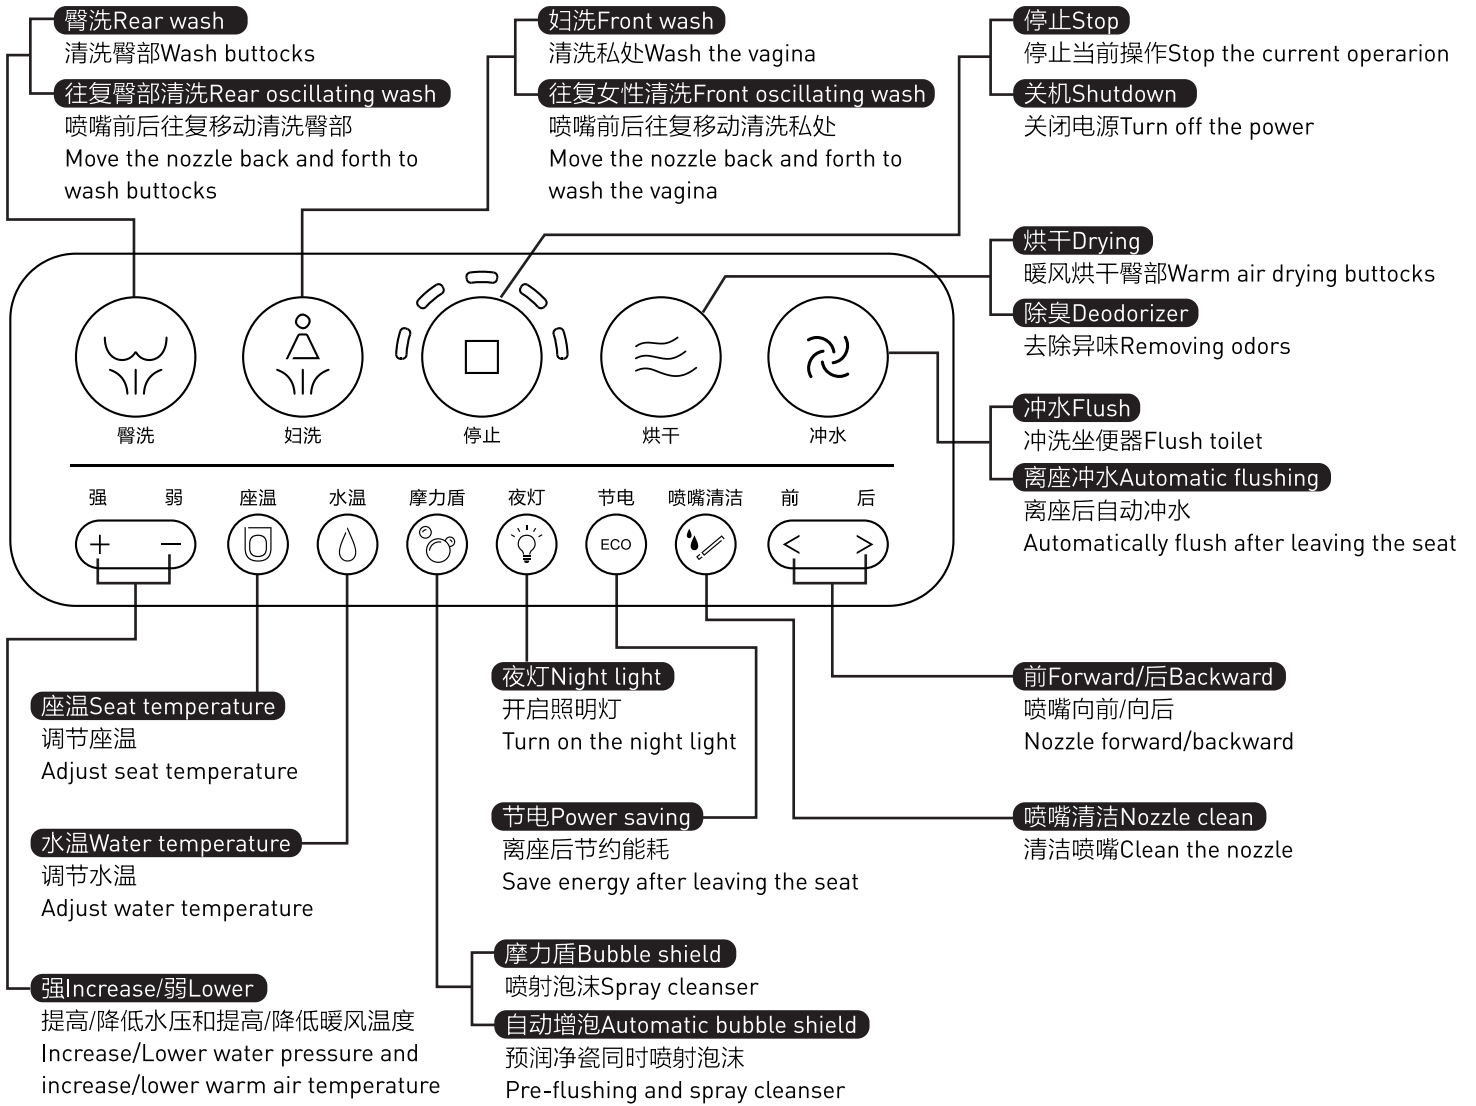 臀洗Rear wash
清洗臀部Wash buttocks
往复臀部清洗Rear oscillating wash
喷嘴前后往复移动清洗臀部
Move the nozzle back and forth to
wash buttocks
妇洗Front wash
清洗私处Wash the vagina
往复女性清洗Front oscillating wash
喷嘴前后往复移动清洗私处
Move the nozzle back and forth to
wash the vagina
停止Stop
停止当前操作Stop the current operarion
关机Shutdown
关闭电源Turn off the power
烘干Drying
暖风烘干臀部Warm air drying buttocks
除臭Deodorizer
去除异味Removing odors
冲水Flush
冲洗坐便器Flush toilet
离座冲水Automatic flushing
离座后自动冲水
Automatically flush after leaving the seat
臀洗
妇洗
停止
烘干
冲水
强
弱
座温
水温
摩力盾
夜灯
节电
喷嘴清洁
前
后
+
−
ECO
<
>
座温Seat temperature
调节座温
Adjust seat temperature
水温Water temperature
调节水温
Adjust water temperature
强Increase/弱Lower
提高/降低水压和提高/降低暖风温度
Increase/Lower water pressure and
increase/lower warm air temperature
夜灯Night light
开启照明灯
Turn on the night light
节电Power saving
离座后节约能耗
Save energy after leaving the seat
摩力盾Bubble shield
喷射泡沫Spray cleanser
自动增泡Automatic bubble shield
预润净瓷同时喷射泡沫
Pre-flushing and spray cleanser
前Forward/后Backward
喷嘴向前/向后
Nozzle forward/backward
喷嘴清洁Nozzle clean
清洁喷嘴Clean the nozzle